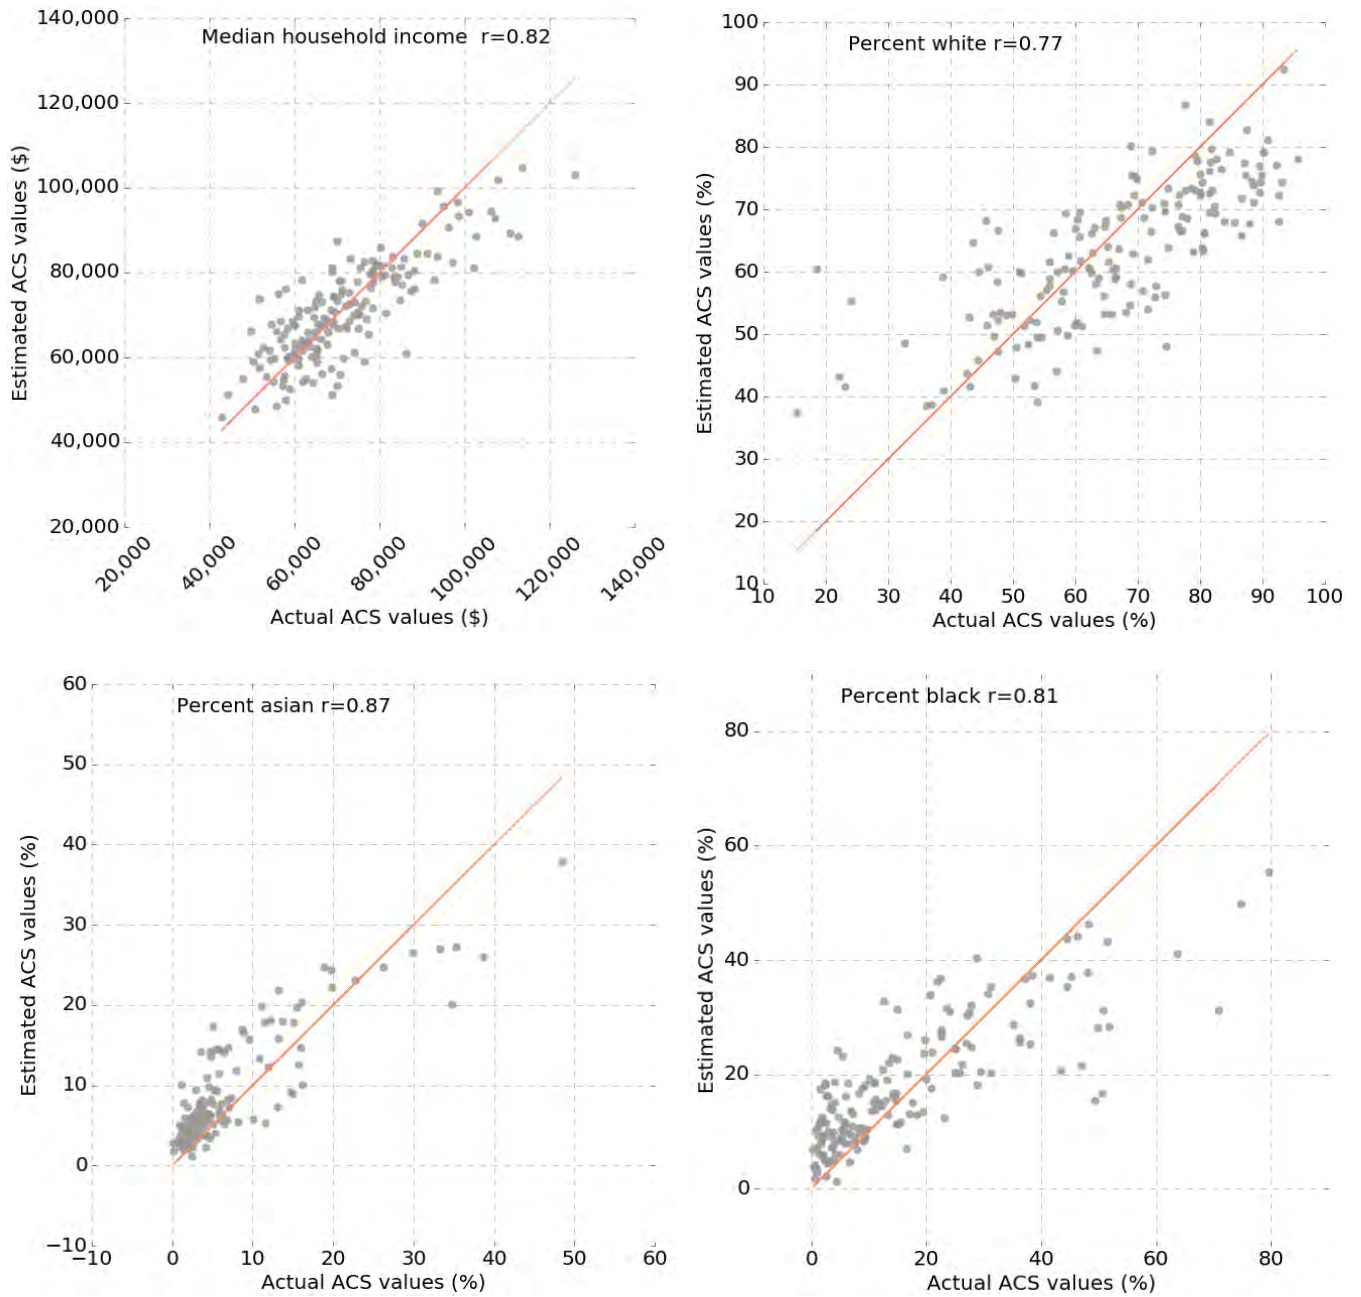 140,000
Median household income r=0.82
120,000
100,000
80,000
60,000
40,000
20,000
Estimated ACS values ($)
20,000
40,000
60,000
80,000
100,000
120,000
140,000
Actual ACS values ($)
100
Percent white r=0.77
90
80
70
60
50
40
30
20
10
Estimated ACS values (%)
10 20 30 40 50 60 70 80 90 100
Actual ACS values (%)
60
Percent asian r=0.87
50
40
30
20
10
0
−10
Estimated ACS values (%)
−10 0 10 20 30 40 50 60
Actual ACS values (%)
Percent black r=0.81
80
60
40
20
0
Estimated ACS values (%)
0 20 40 60 80
Actual ACS values (%)